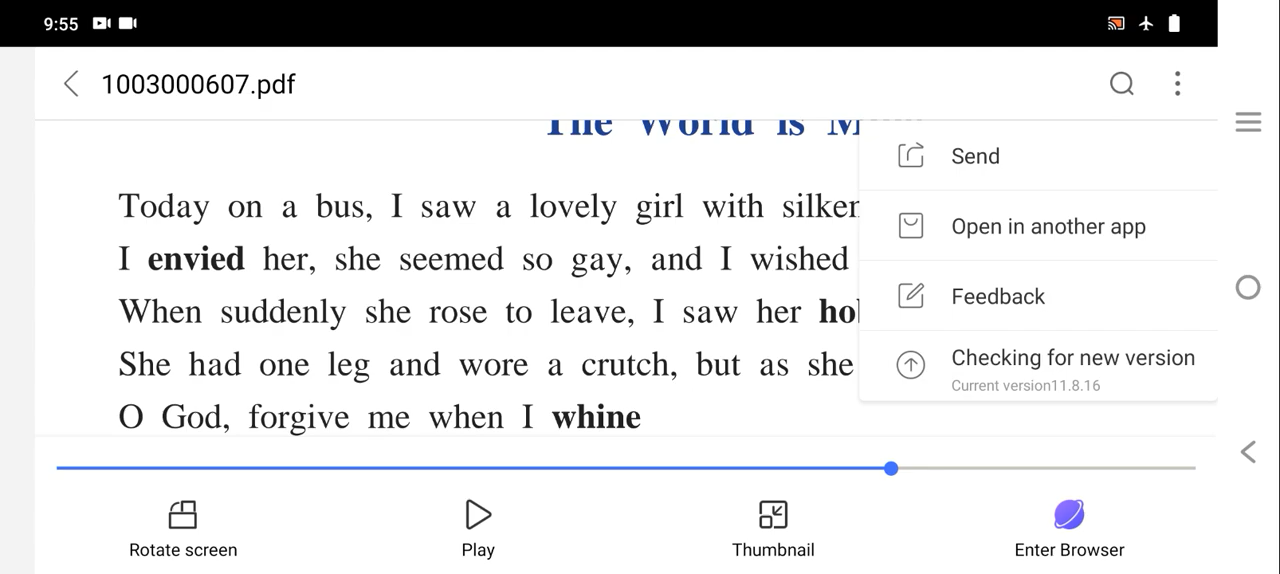 9:55
1003000607.pdf
The World is
Today on a bus, I saw a lovely girl with
I envied her, she seemed so gay, and I wished
When suddenly she rose to leave, I saw her
She had one leg and wore a crutch, but as she
O God, forgive me when I whine
Send
Open in another app
Feedback
Checking for new version
Current version11.8.16
Rotate screen
Play
Thumbnail
Enter Browser